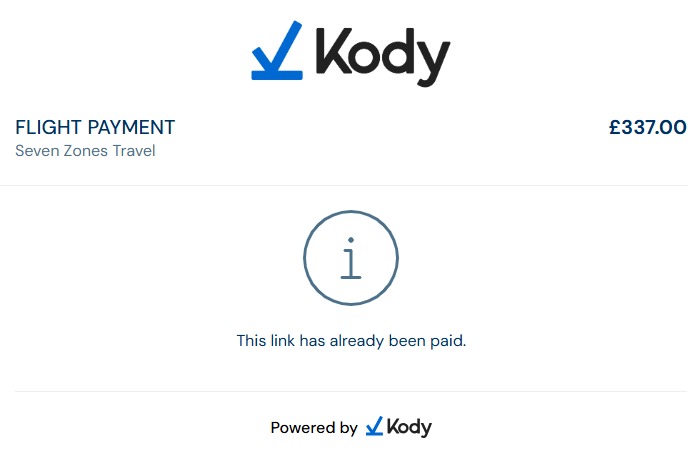 Kody
FLIGHT PAYMENT £337.00
Seven Zones Travel
i
This link has already been paid.
Powered by Kody